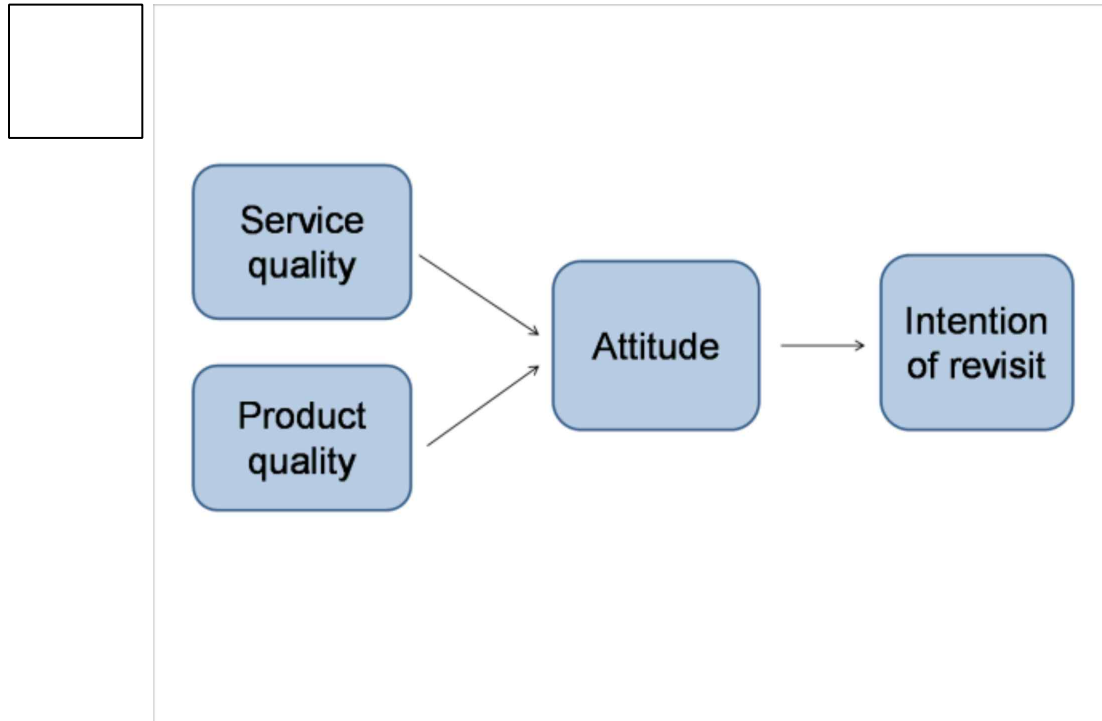 Service
quality
Product
quality
Attitude
Intention
of revisit